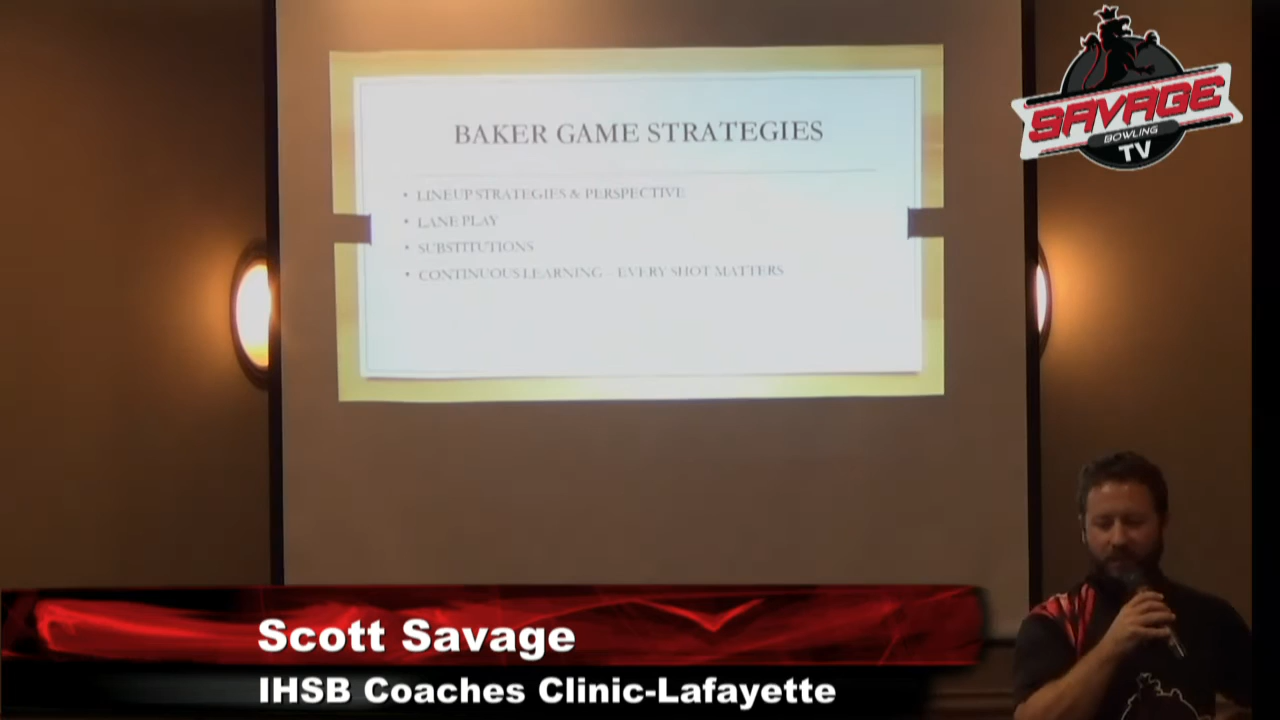 BAKER GAME STRATEGIES
• LINEUP STRATEGIES & PERSPECTIVE
• LANE PLAY
• SUBSTITUTIONS
• CONTINUOUS LEARNING – EVERY SHOT MATTERS
SAVAGE
BOWLING
TV
Scott Savage
IHSB Coaches Clinic-Lafayette